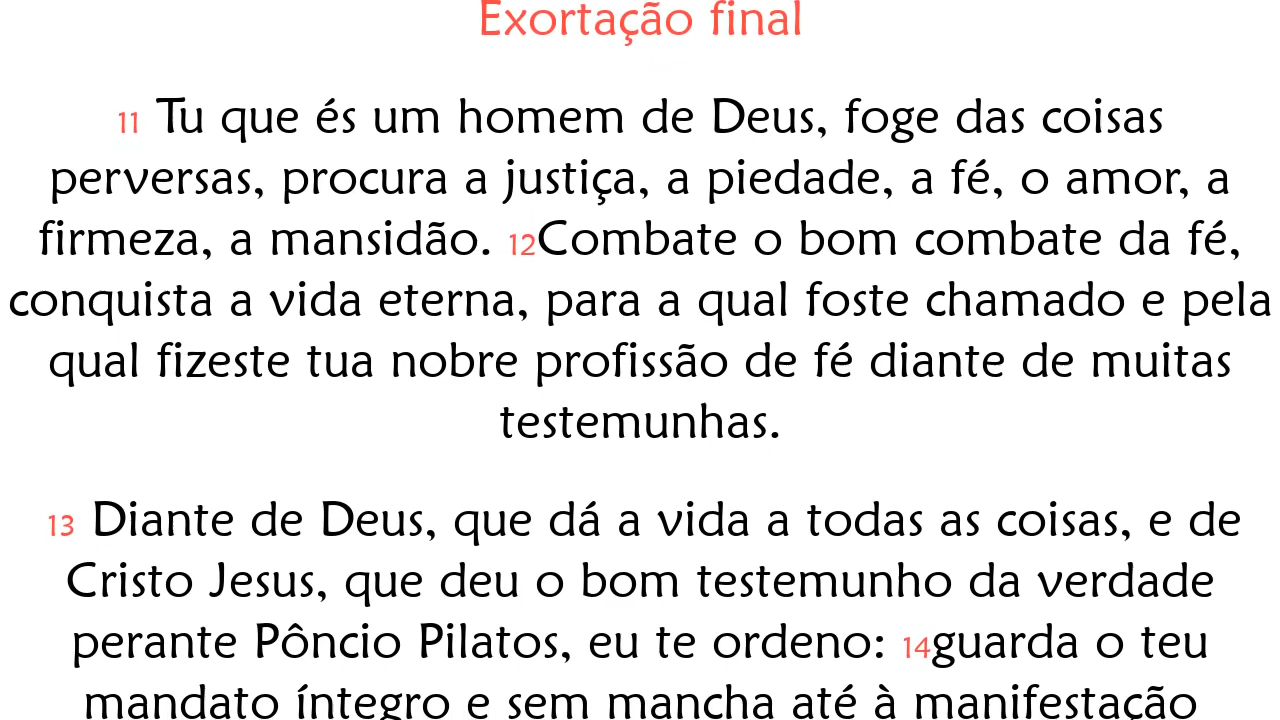 Exortação final
11 Tu que és um homem de Deus, foge das coisas
perversas, procura a justiça, a piedade, a fé, o amor, a
firmeza, a mansidão. 12Combate o bom combate da fé,
conquista a vida eterna, para a qual foste chamado e pela
qual fizeste tua nobre profissão de fé diante de muitas
testemunhas.
13 Diante de Deus, que dá a vida a todas as coisas, e de
Cristo Jesus, que deu o bom testemunho da verdade
perante Pôncio Pilatos, eu te ordeno: 14guarda o teu
mandato íntegro e sem mancha até à manifestação